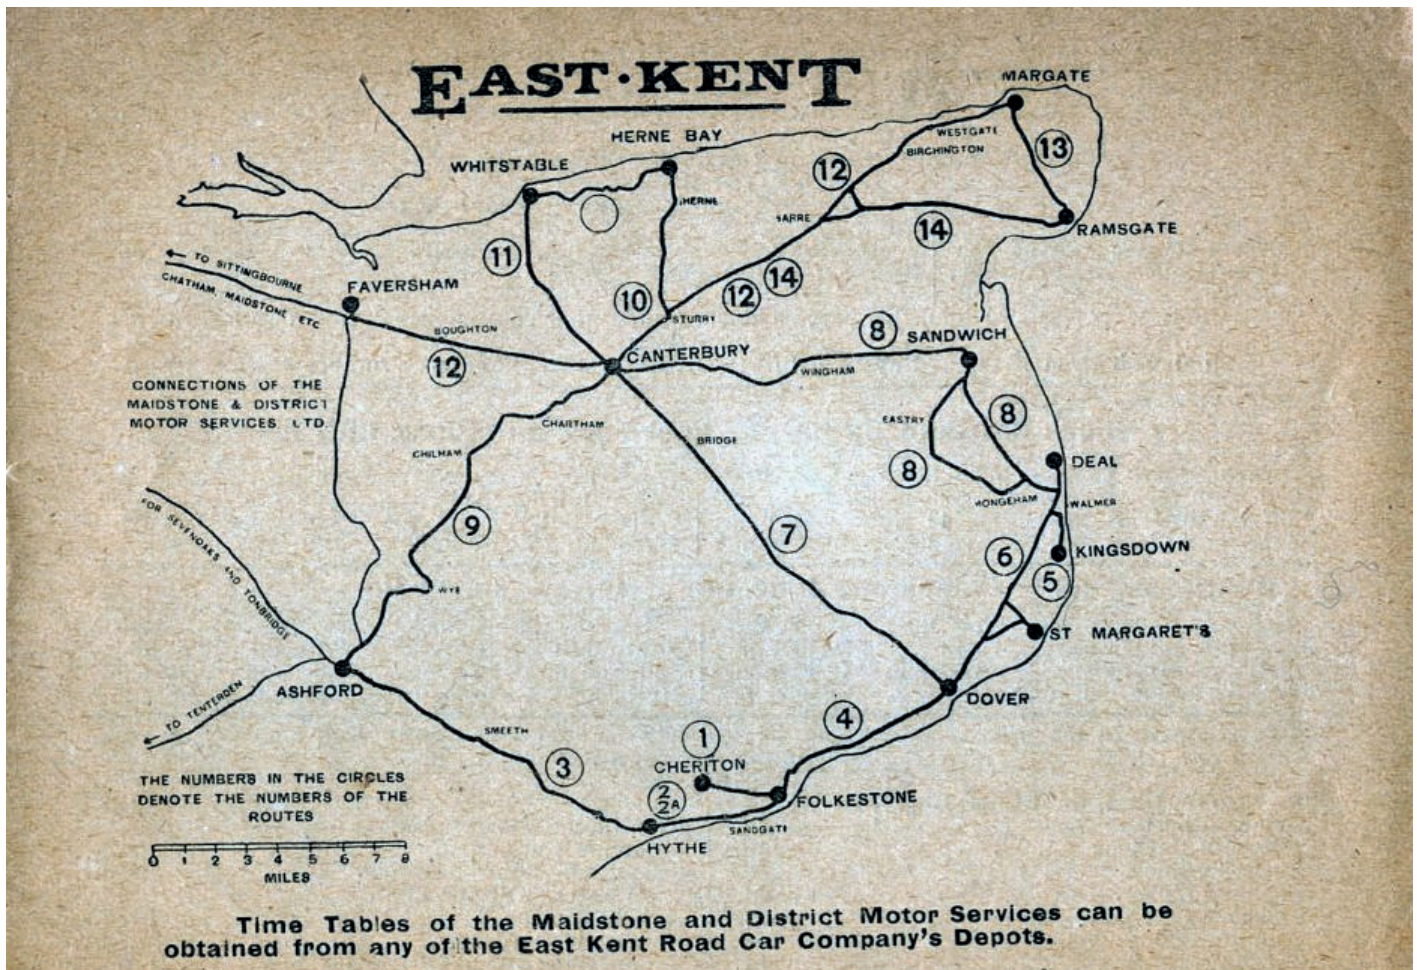 EAST·KENT
MARGATE
HERNE BAY
WESTGATE
BIRCHINGTON
13
WHITSTABLE
12
HERNE
SARRE
14
RAMSGATE
11
TO SITTINGBOURNE
CHATHAM, MAIDSTONE, ETC
FAVERSHAM
10
12
14
STURRY
BOUGHTON
8
SANDWICH
12
CANTERBURY
WINGHAM
CONNECTIONS OF THE
MAIDSTONE & DISTRICT
MOTOR SERVICES LTD.
CHARTHAM
EASTRY
8
BRIDGE
CHILHAM
8
DEAL
MONGEHAM
WALMER
FOR SEVENOAKS AND TONBRIDGE
9
7
6
KINGSDOWN
5
WYE
ST MARGARET'S
ASHFORD
DOVER
TO TENTERDEN
4
SMEETH
1
CHERITON
3
2
2A
FOLKESTONE
SANDGATE
HYTHE
THE NUMBERS IN THE CIRCLES
DENOTE THE NUMBERS OF THE
ROUTES
0 1 2 3 4 5 6 7 8
MILES
Time Tables of the Maidstone and District Motor Services can be
obtained from any of the East Kent Road Car Company's Depots.